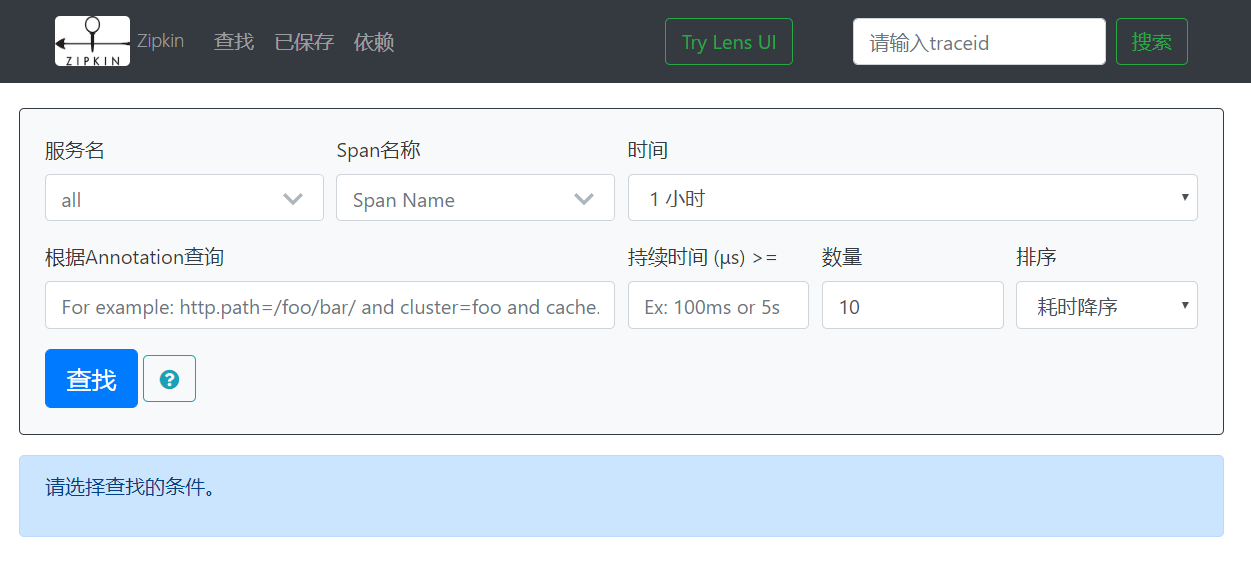 ZIPKIN Zipkin 查找 已保存 依赖 Try Lens UI 请输入traceid 搜索
服务名 Span名称 时间
all Span Name 1 小时
根据Annotation查询 持续时间 (μs) >= 数量 排序
For example: http.path=/foo/bar/ and cluster=foo and cache. Ex: 100ms or 5s 10 耗时降序
查找 ?
请选择查找的条件。